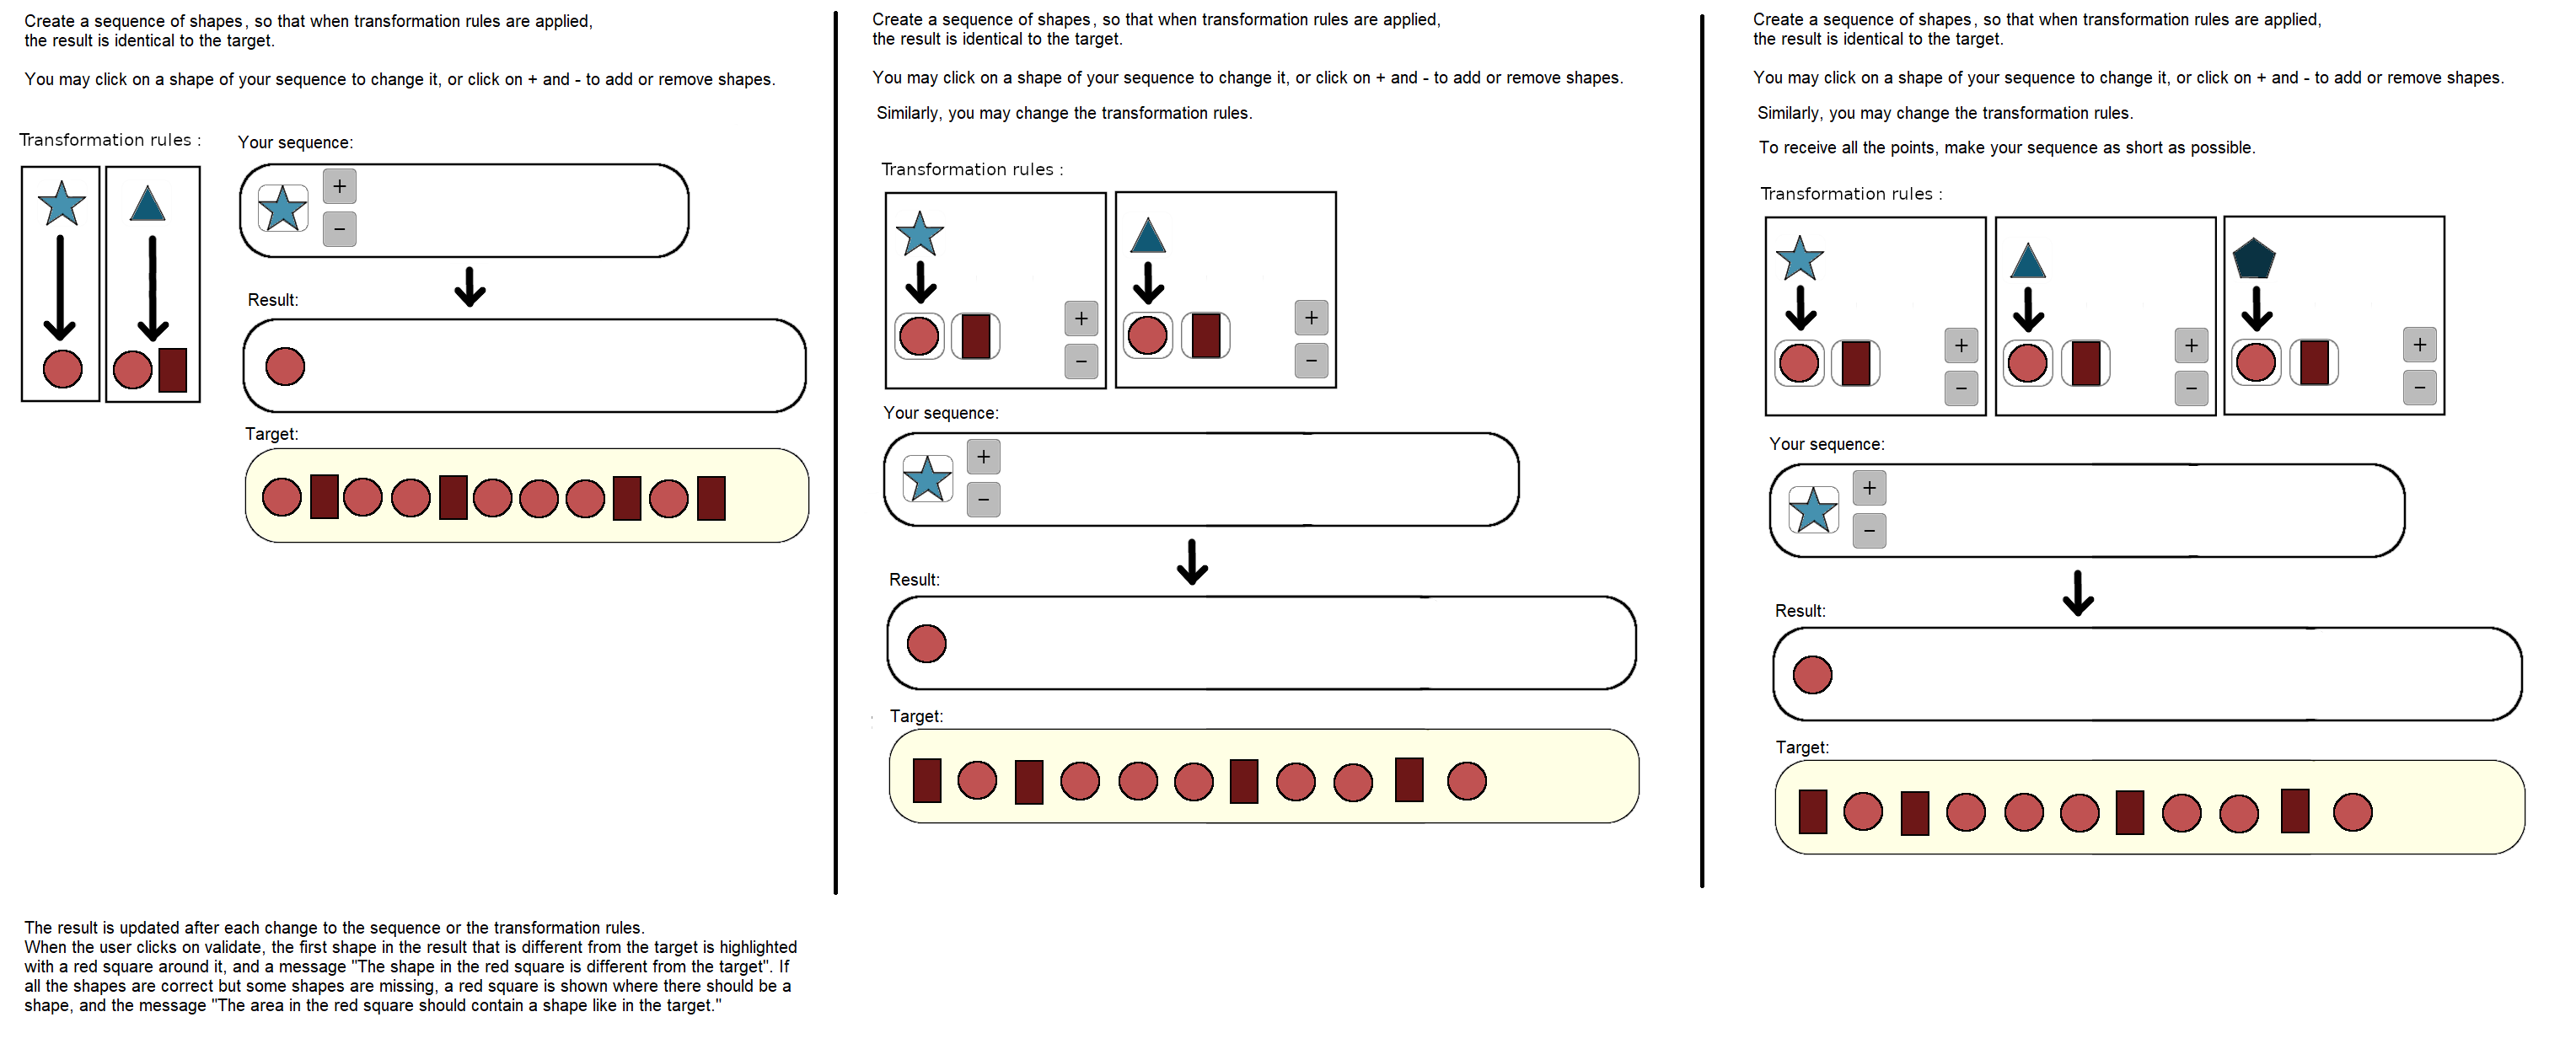 Create a sequence of shapes, so that when transformation rules are applied,
the result is identical to the target.
You may click on a shape of your sequence to change it, or click on + and - to add or remove shapes.
Transformation rules :
Your sequence:
+
-
Result:
Target:
The result is updated after each change to the sequence or the transformation rules.
When the user clicks on validate, the first shape in the result that is different from the target is highlighted
with a red square around it, and a message "The shape in the red square is different from the target". If
all the shapes are correct but some shapes are missing, a red square is shown where there should be a
shape, and the message "The area in the red square should contain a shape like in the target."
Create a sequence of shapes, so that when transformation rules are applied,
the result is identical to the target.
You may click on a shape of your sequence to change it, or click on + and - to add or remove shapes.
Similarly, you may change the transformation rules.
Transformation rules :
+
-
+
-
Your sequence:
+
-
Result:
Target:
Create a sequence of shapes, so that when transformation rules are applied,
the result is identical to the target.
You may click on a shape of your sequence to change it, or click on + and - to add or remove shapes.
Similarly, you may change the transformation rules.
To receive all the points, make your sequence as short as possible.
Transformation rules :
+
-
+
-
+
-
Your sequence:
+
-
Result:
Target: